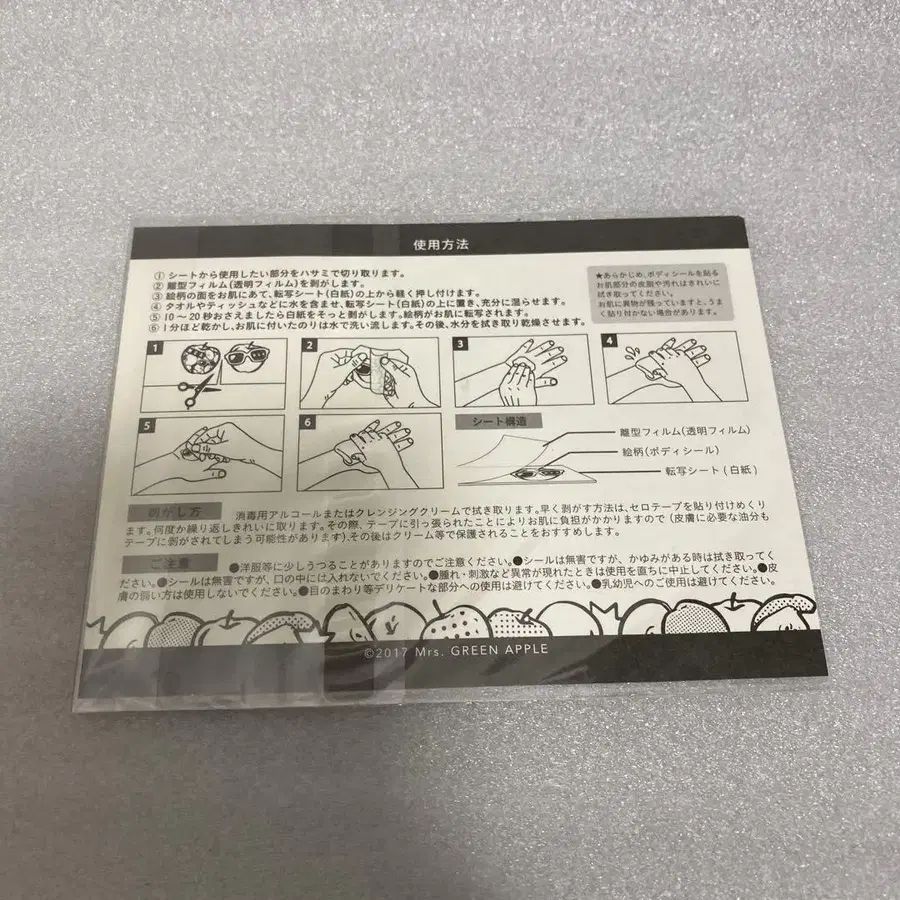 使用方法
① シートから使用したい部分をハサミで切り取ります。
② 離型フィルム(透明フィルム)を剥がします。
③ 絵柄の面をお肌にあて、転写シート(白紙)の上から軽く押し付けます。
④ タオルやティッシュなどに水を含ませ、転写シート(白紙)の上に置き、充分に湿らせます。
⑤ 10〜20秒おさえましたら白紙をそっと剥がします。絵柄がお肌に転写されます。
⑥ 1分ほど乾かし、お肌に付いたのりは水で洗い流します。その後、水分を拭き取り乾燥させます。
★あらかじめ、ボディシールを貼る
お肌部分の皮脂や汚れはきれいに
拭き取ってください。
お肌に異物が残っていますと、うま
く貼り付かない場合があります。
1
2
3
4
5
6
シート構造
離型フィルム(透明フィルム)
絵柄(ボディシール)
転写シート(白紙)
剥がし方
消毒用アルコールまたはクレンジングクリームで拭き取ります。早く剥がす方法は、セロテープを貼り付けめくり
ます。何度か繰り返しきれいに取ります。その際、テープに引っ張られたことによりお肌に負担がかかりますので(皮膚に必要な油分も
テープに剥がされてしまう可能性があります)、その後はクリーム等で保護されることをおすすめします。
ご注意
●洋服等に少しうつることがありますのでご注意ください。●シールは無害ですが、かゆみがある時は拭き取ってく
ださい。●シールは無害ですが、口の中には入れないでください。●腫れ・刺激など異常が現れたときは使用を直ちに中止してください。●皮
膚の弱い方は使用しないでください。●目のまわり等デリケートな部分への使用は避けてください。●乳幼児へのご使用は避けてください。
©2017 Mrs. GREEN APPLE